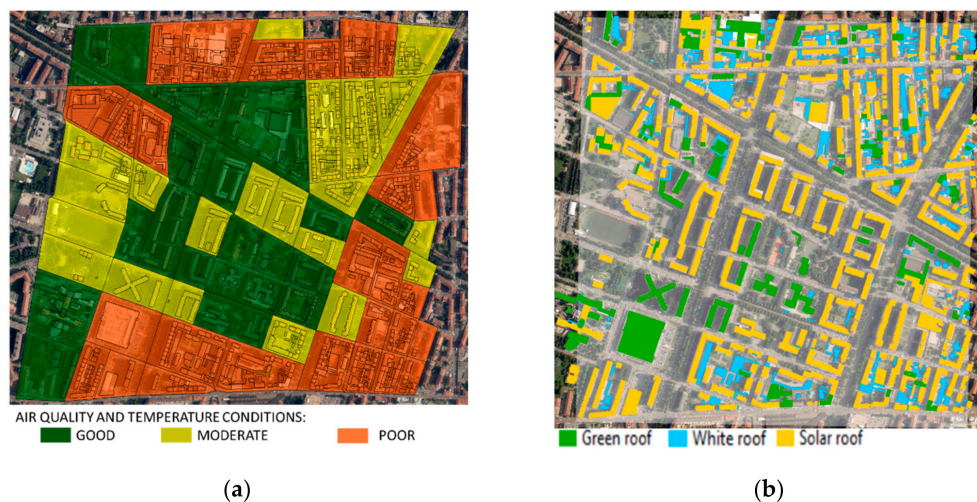 AIR QUALITY AND TEMPERATURE CONDITIONS:
GOOD MODERATE POOR
Green roof White roof Solar roof
(a) (b)